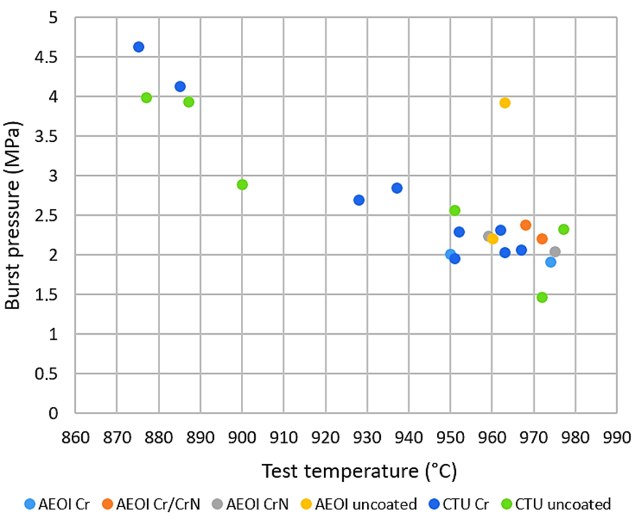 5
4.5
4
3.5
3
2.5
2
1.5
1
0.5
0
Burst pressure (MPa)
860 870 880 890 900 910 920 930 940 950 960 970 980 990
Test temperature (°C)
AEOI Cr AEOI Cr/CrN AEOI CrN AEOI uncoated CTU Cr CTU uncoated